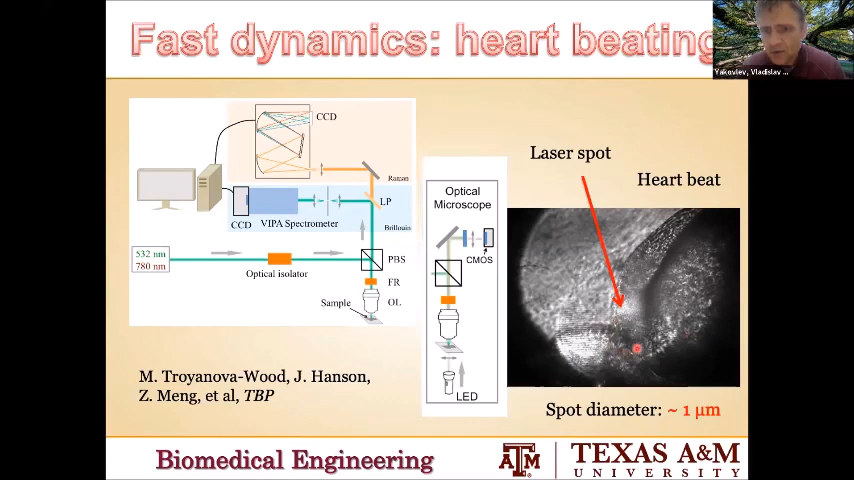 Fast dynamics: heart beating
Yakovlev, Vladislav ...
CCD
Raman
LP
CCD
VIPA Spectrometer
Brillouin
532 nm
780 nm
Optical isolator
PBS
FR
OL
Sample
Optical
Microscope
CMOS
LED
Laser spot
Heart beat
M. Troyanova-Wood, J. Hanson,
Z. Meng, et al, TBP
Spot diameter: ~ 1 μm
Biomedical Engineering
ATM
TEXAS A&M
UNIVERSITY